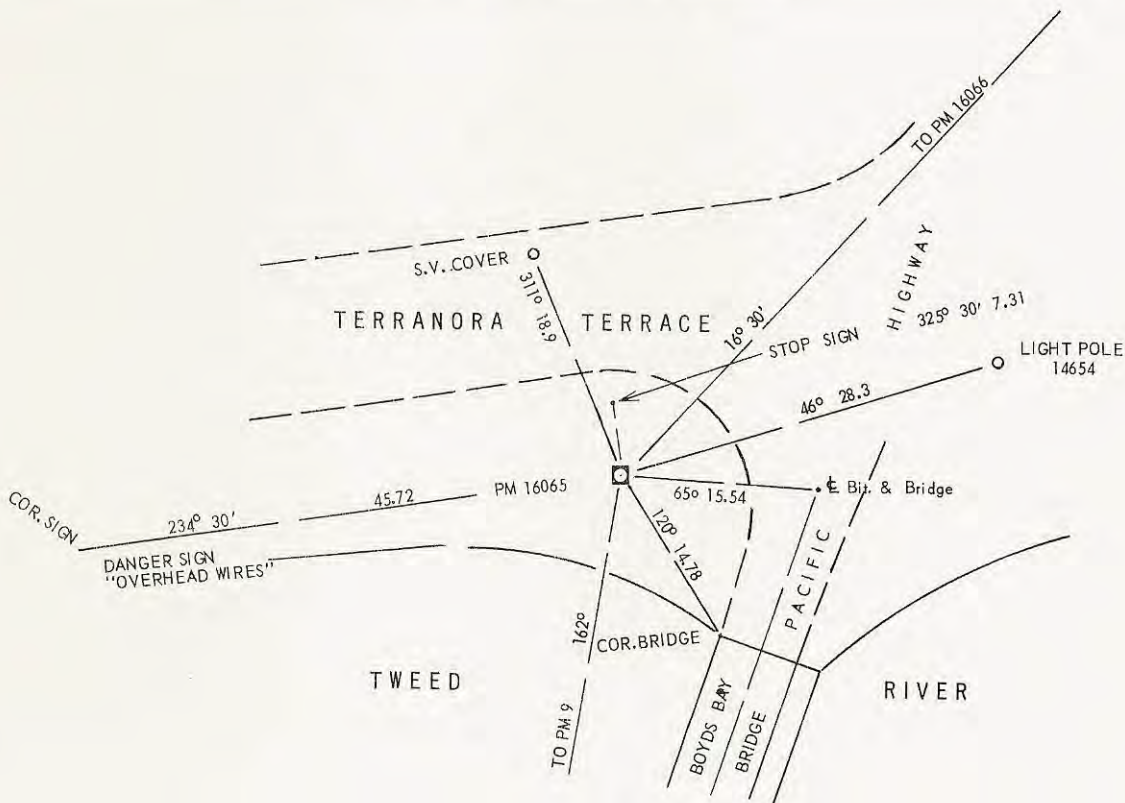 TO PM 16066
S.V. COVER
311° 18.9
TERRANORA TERRACE
HIGHWAY
325° 30' 7.31
16° 30'
STOP SIGN
LIGHT POLE
14654
46° 28.3
PM 16065
45.72
65° 15.54
℄ Bit. & Bridge
COR. SIGN
234° 30'
DANGER SIGN
"OVERHEAD WIRES"
120° 14.78
PACIFIC
162°
COR. BRIDGE
TWEED
RIVER
TO PM 9
BOYDS BAY
BRIDGE